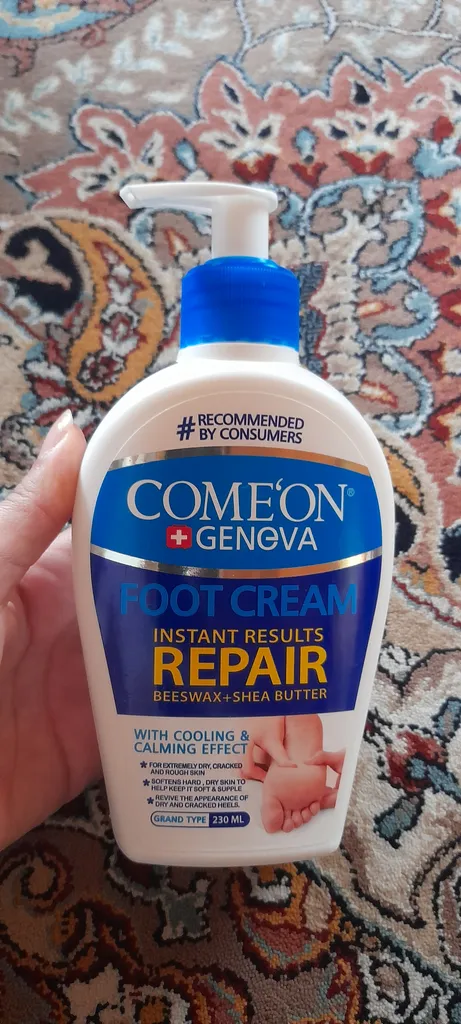 # RECOMMENDED
BY CONSUMERS
COME'ON®
GENEVA
FOOT CREAM
INSTANT RESULTS
REPAIR
BEESWAX+SHEA BUTTER
WITH COOLING &
CALMING EFFECT
★ FOR EXTREMELY DRY, CRACKED
AND ROUGH SKIN
★ SOFTENS HARD , DRY SKIN TO
HELP KEEP IT SOFT & SUPPLE
★ REVIVE THE APPEARANCE OF
DRY AND CRACKED HEELS.
GRAND TYPE 230 ML